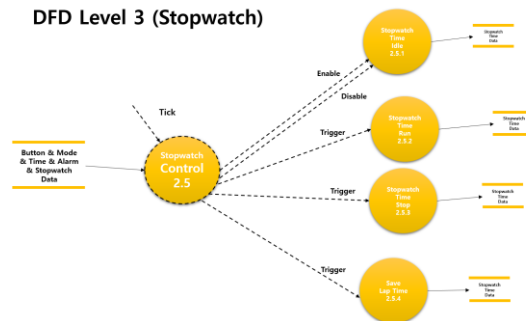 DFD Level 3 (Stopwatch)
Stopwatch
Time
Idle
2.5.1
Stopwatch
Time
Data
Enable
Disable
Tick
Trigger
Stopwatch
Time
Run
2.5.2
Stopwatch
Time
Data
Button & Mode
& Time & Alarm
& Stopwatch
Data
Stopwatch
Control
2.5
Trigger
Stopwatch
Time
Stop
2.5.3
Stopwatch
Time
Data
Trigger
Save
Lap Time
2.5.4
Stopwatch
Time
Data